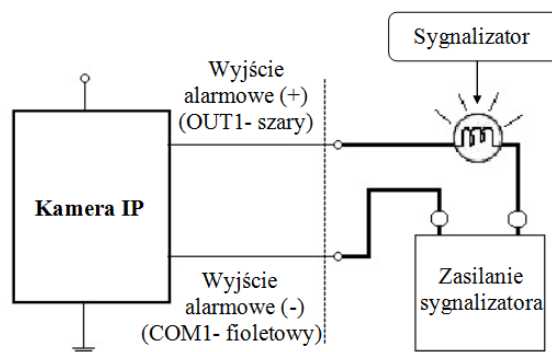 Sygnalizator
Wyjście
alarmowe (+)
(OUT1- szary)
Kamera IP
Wyjście
alarmowe (-)
(COM1- fioletowy)
Zasilanie
sygnalizatora